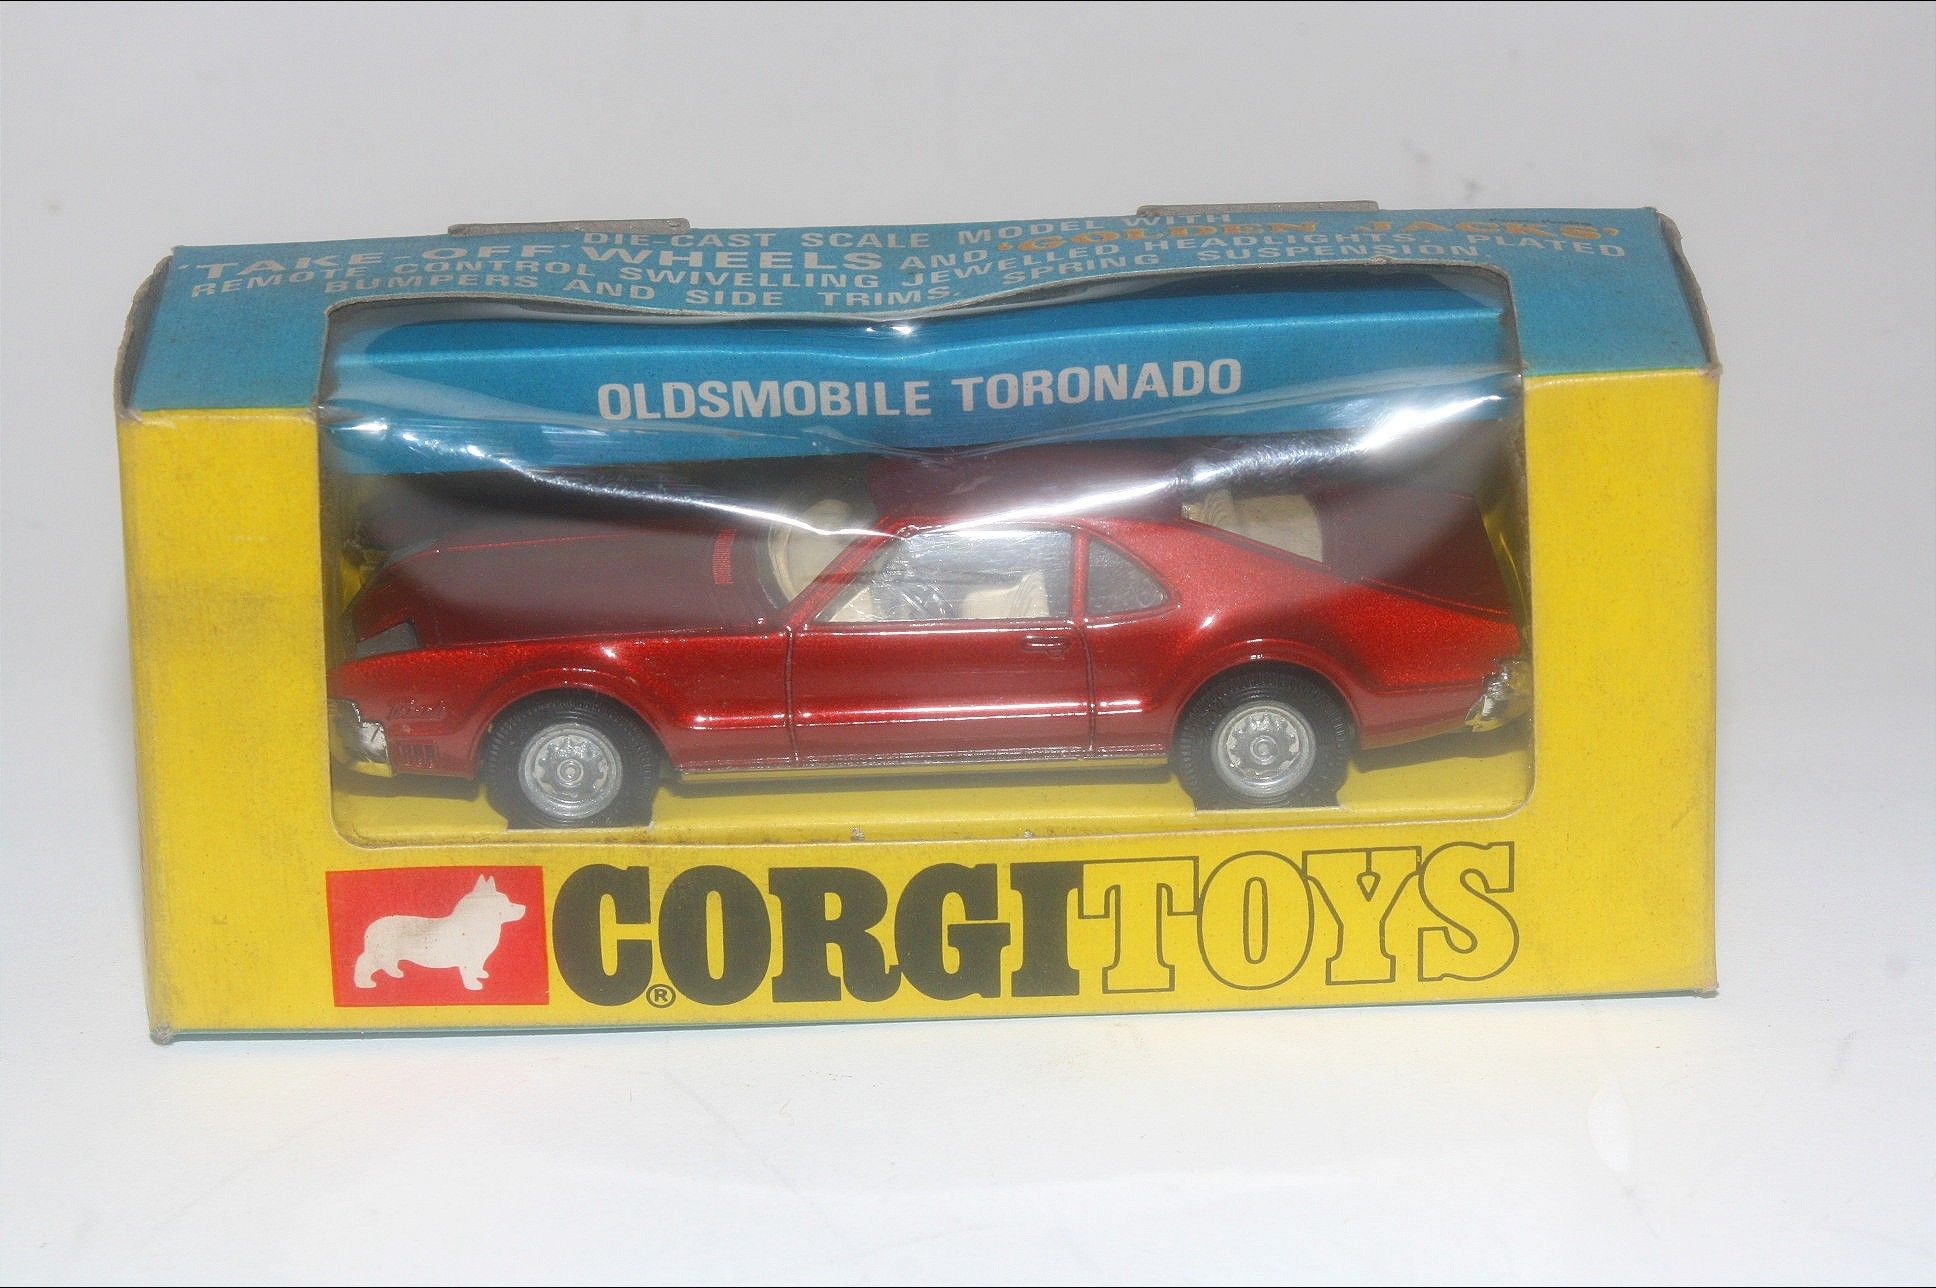 DIE-CAST SCALE MODEL WITH
'TAKE-OFF WHEELS AND 'GOLDEN JACKS'
REMOTE CONTROL SWIVELLING JEWELLED HEADLIGHTS. PLATED
BUMPERS AND SIDE TRIMS. SPRING SUSPENSION.
OLDSMOBILE TORONADO
CORGI TOYS
®